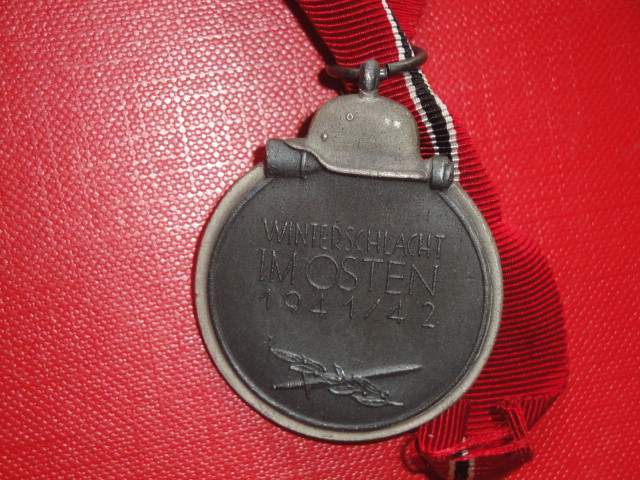 WINTERSCHLACHT
IM OSTEN
1941/42